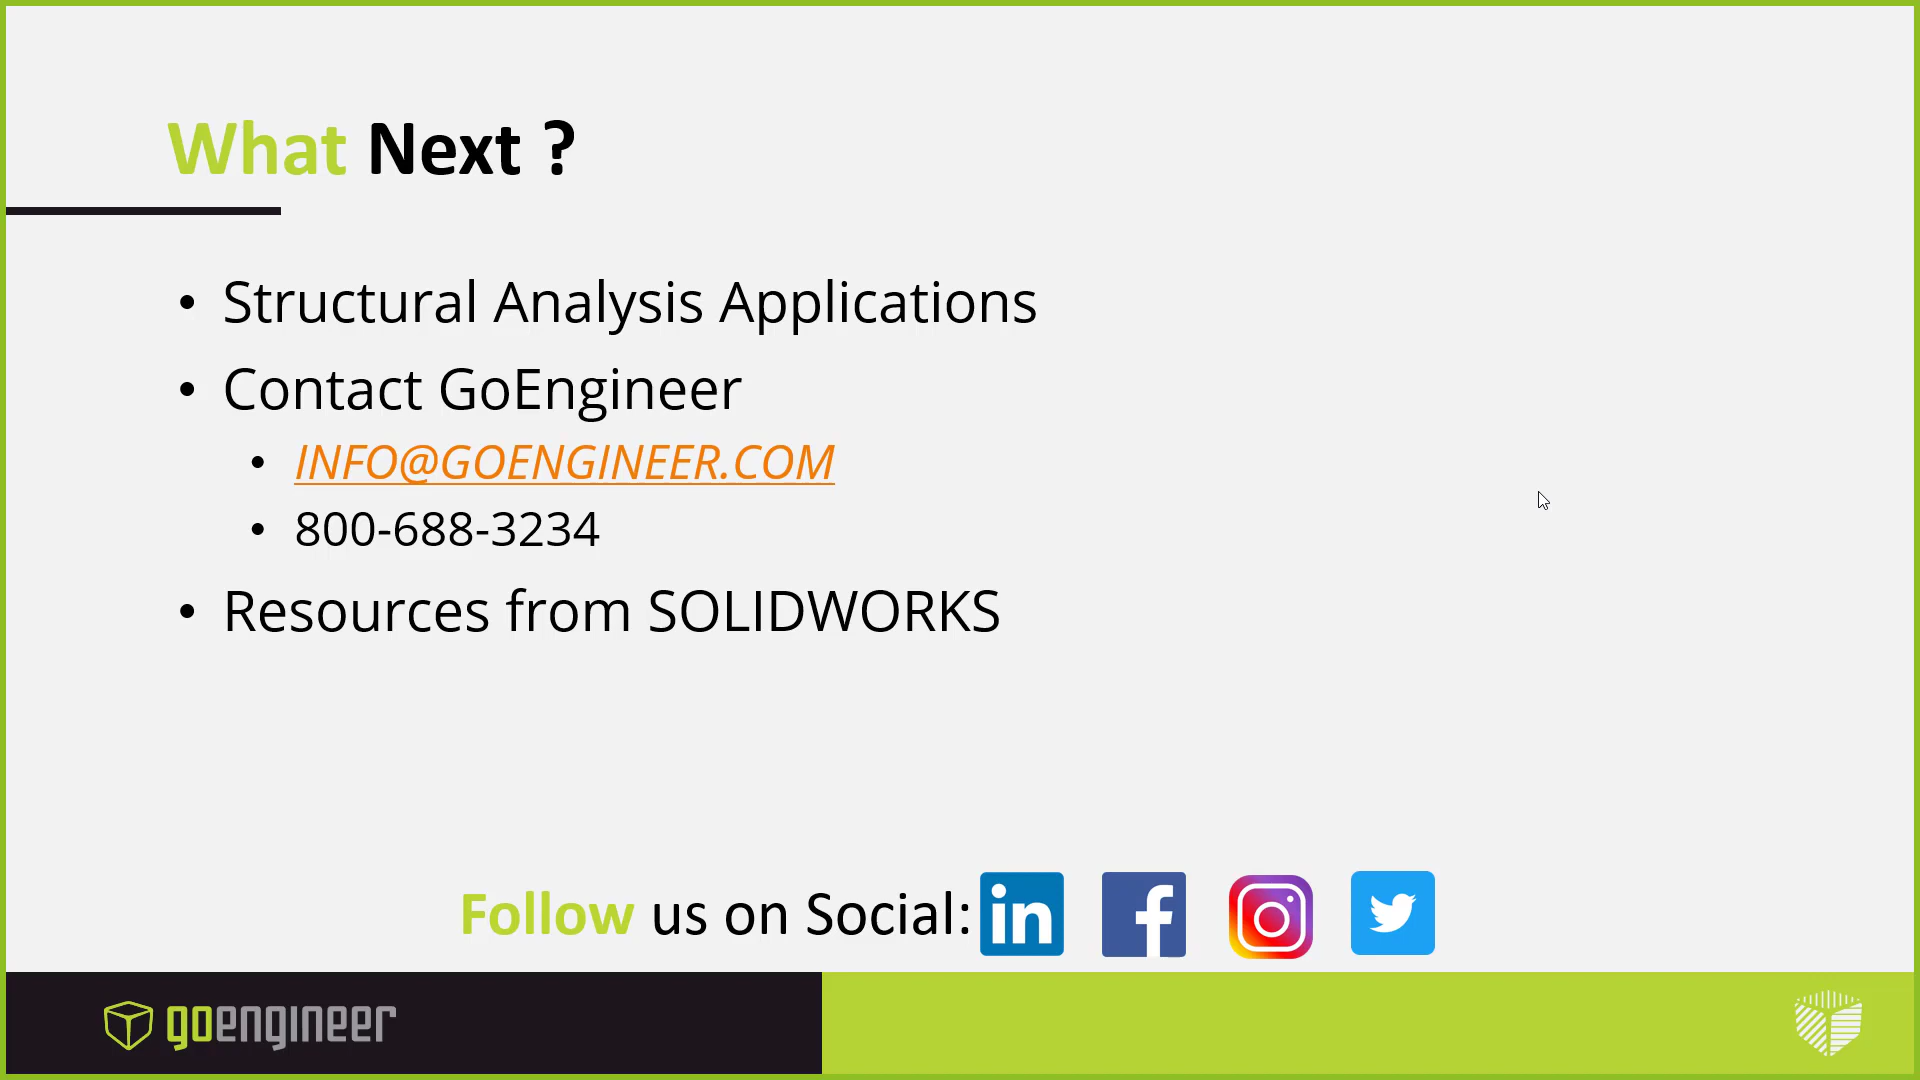 What Next ?
• Structural Analysis Applications
• Contact GoEngineer
• INFO@GOENGINEER.COM
• 800-688-3234
• Resources from SOLIDWORKS
Follow us on Social: in f
goengineer